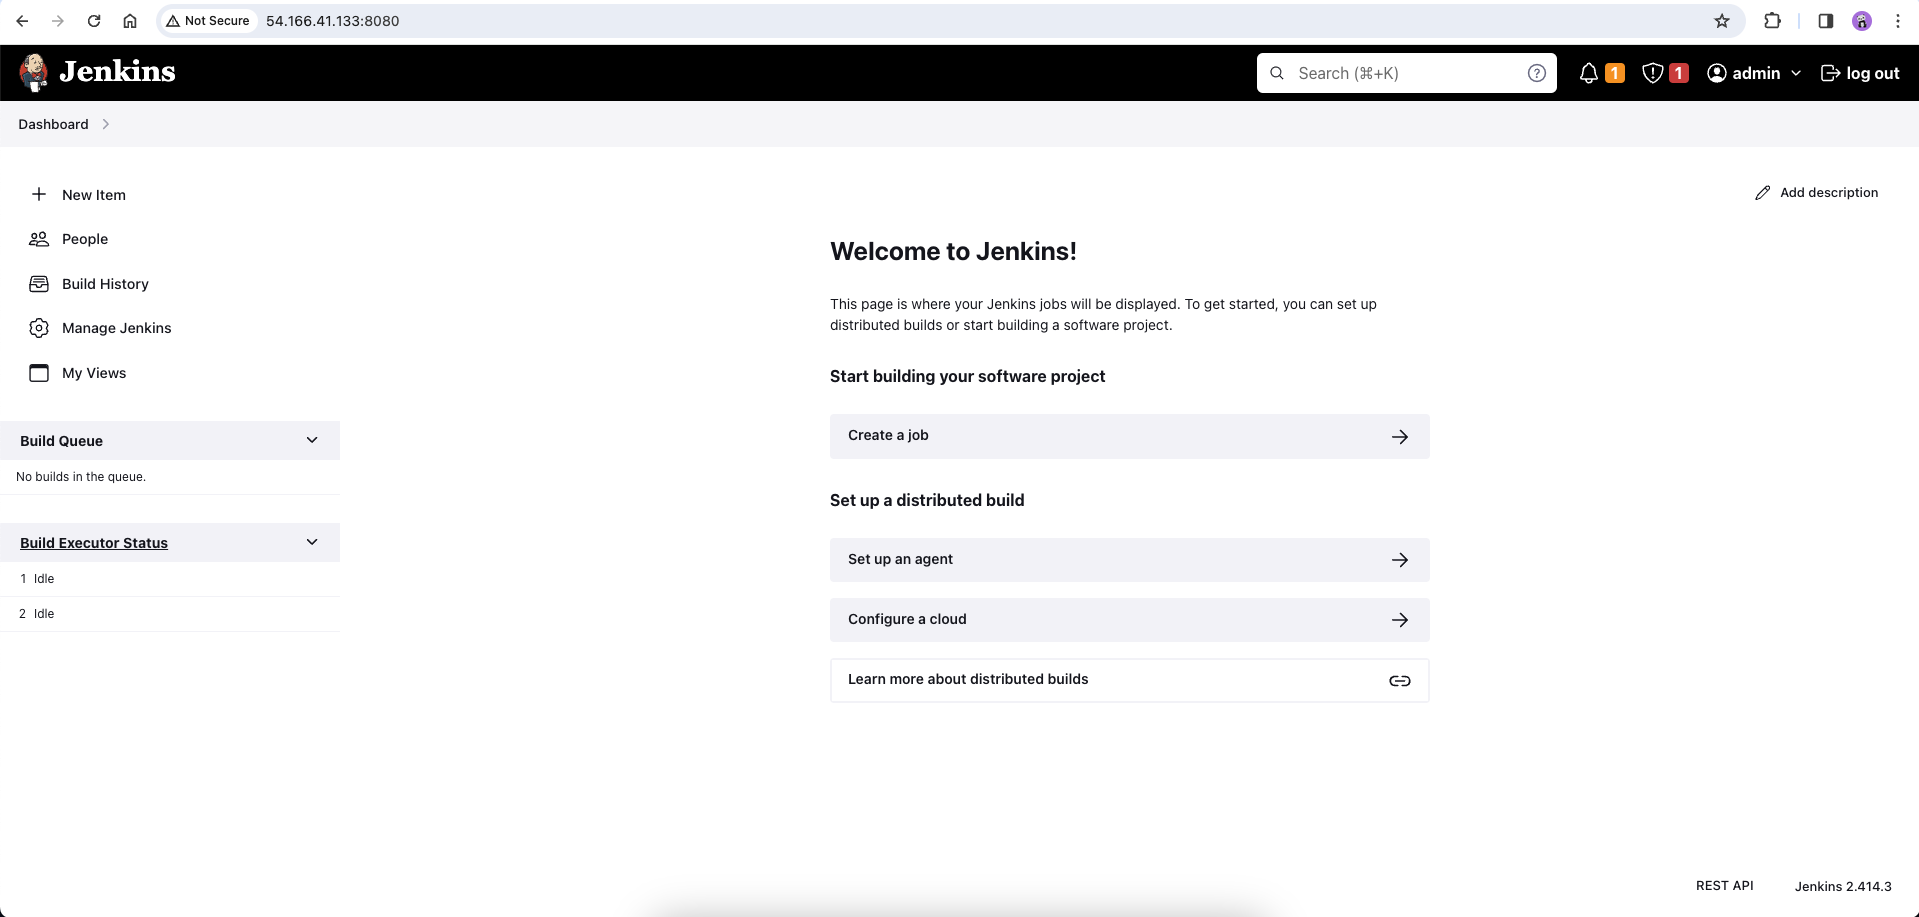 Not Secure 54.166.41.133:8080
Jenkins
Search (⌘+K)
?
1
1
admin
log out
Dashboard
New Item
People
Build History
Manage Jenkins
My Views
Build Queue
No builds in the queue.
Build Executor Status
1 Idle
2 Idle
Add description
Welcome to Jenkins!
This page is where your Jenkins jobs will be displayed. To get started, you can set up
distributed builds or start building a software project.
Start building your software project
Create a job
Set up a distributed build
Set up an agent
Configure a cloud
Learn more about distributed builds
REST API
Jenkins 2.414.3